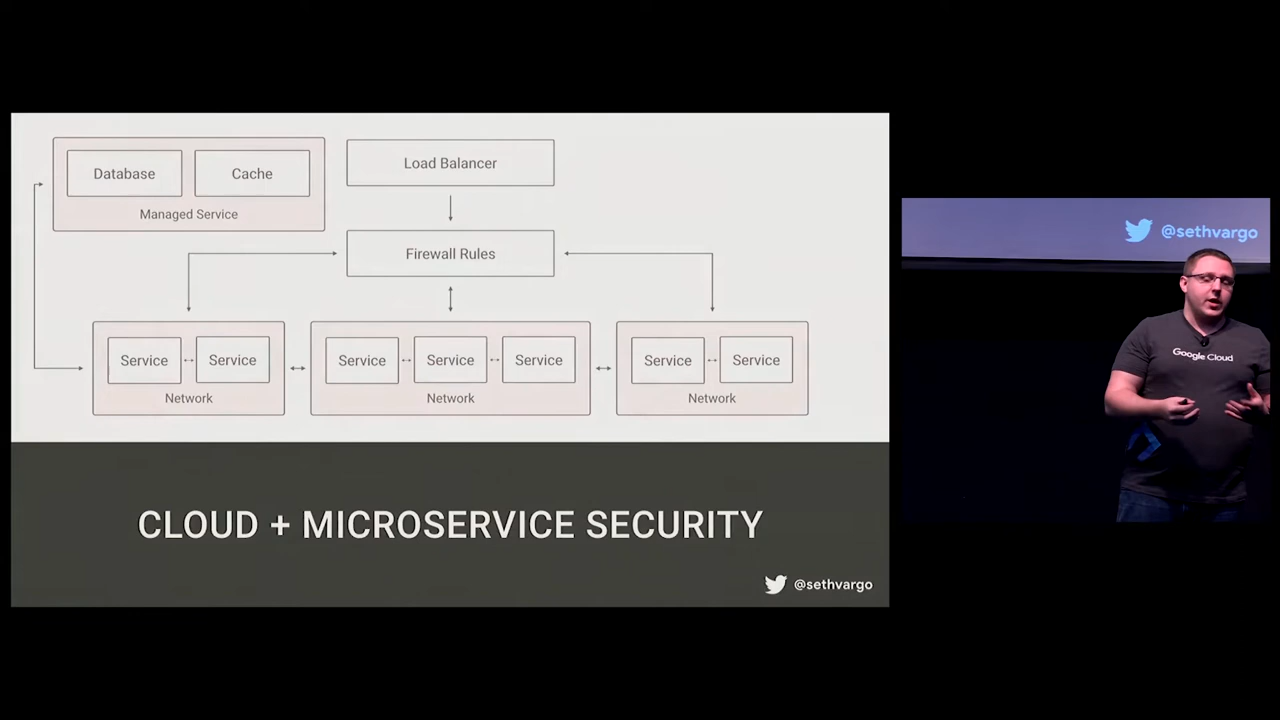 Database
Cache
Managed Service
Load Balancer
Firewall Rules
Service
Service
Network
Service
Service
Service
Network
Service
Service
Network
CLOUD + MICROSERVICE SECURITY
@sethvargo
@sethvargo
Google Cloud